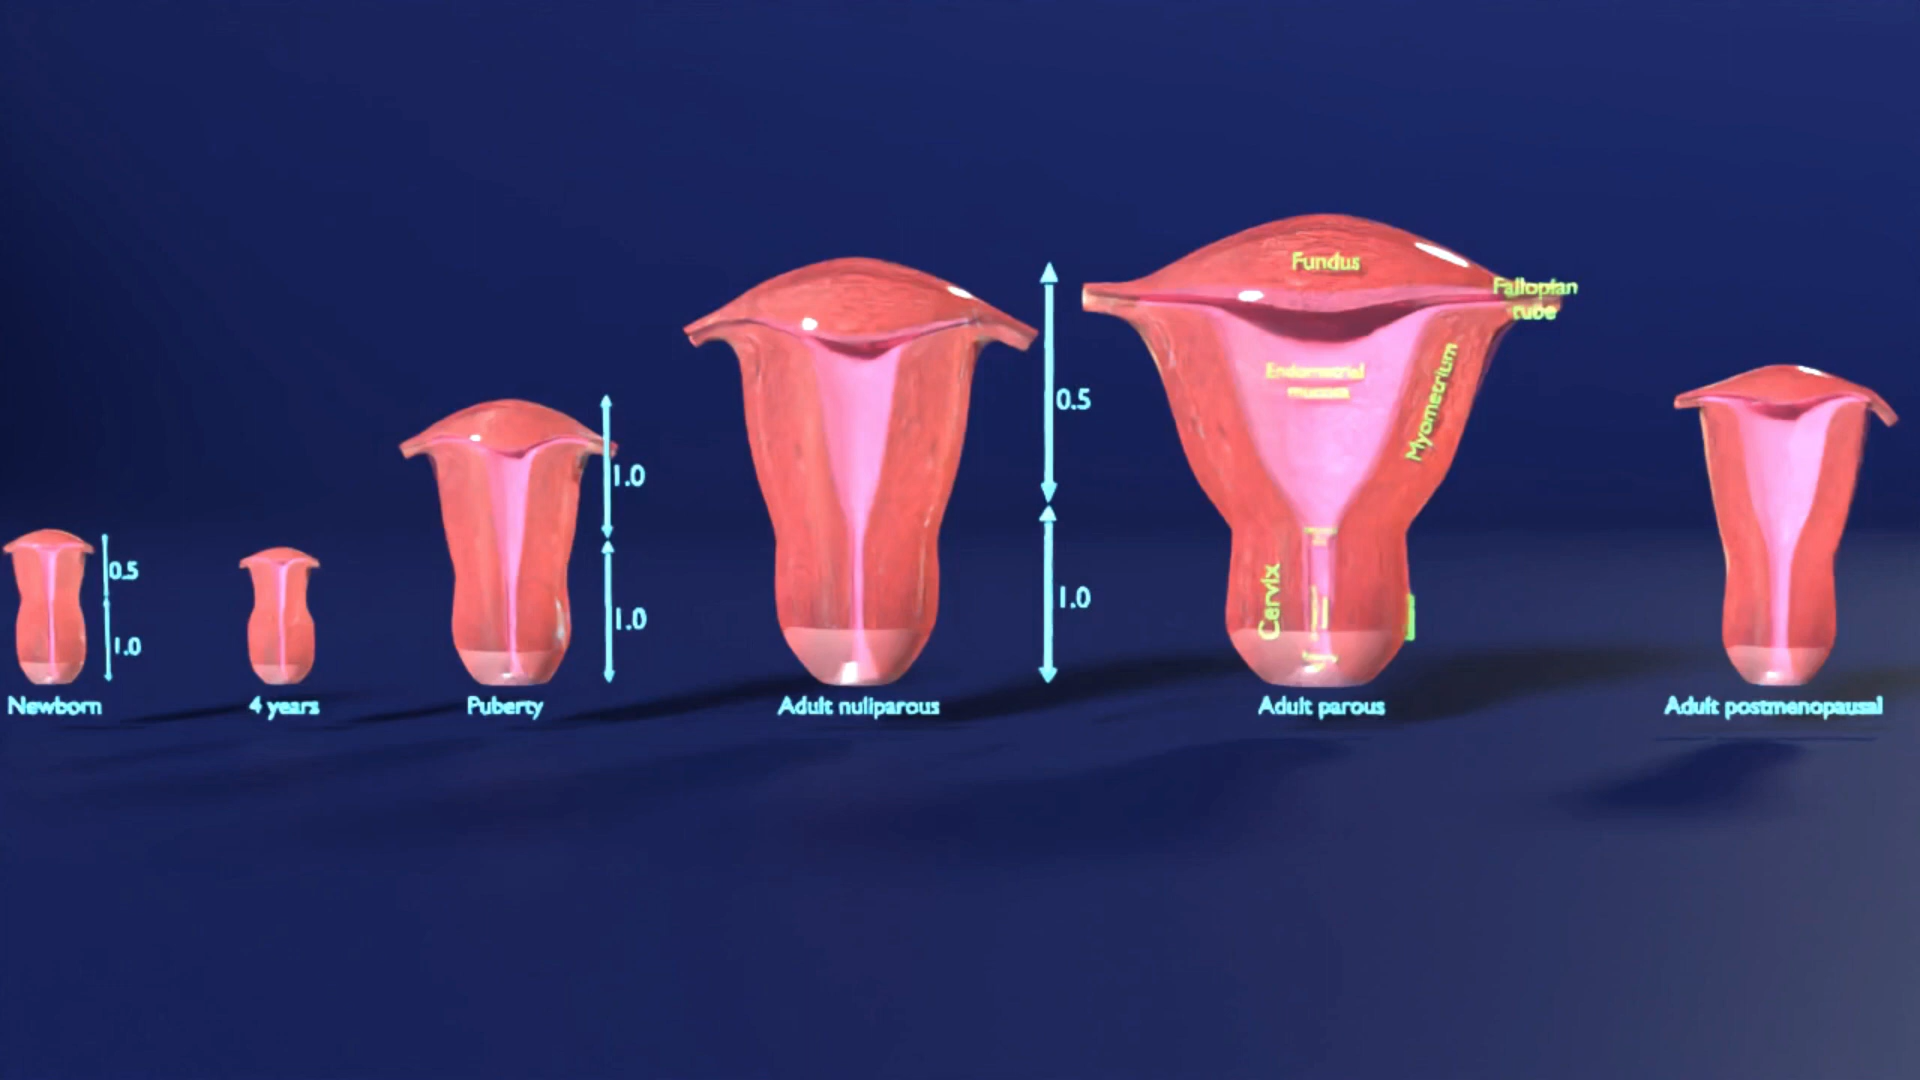 Fundus
Fallopian
tube
Endometrial
mucosa
Myometrium
Cervix
0.5
1.0
1.0
1.0
0.5
1.0
Newborn
4 years
Puberty
Adult nuliparous
Adult parous
Adult postmenopausal